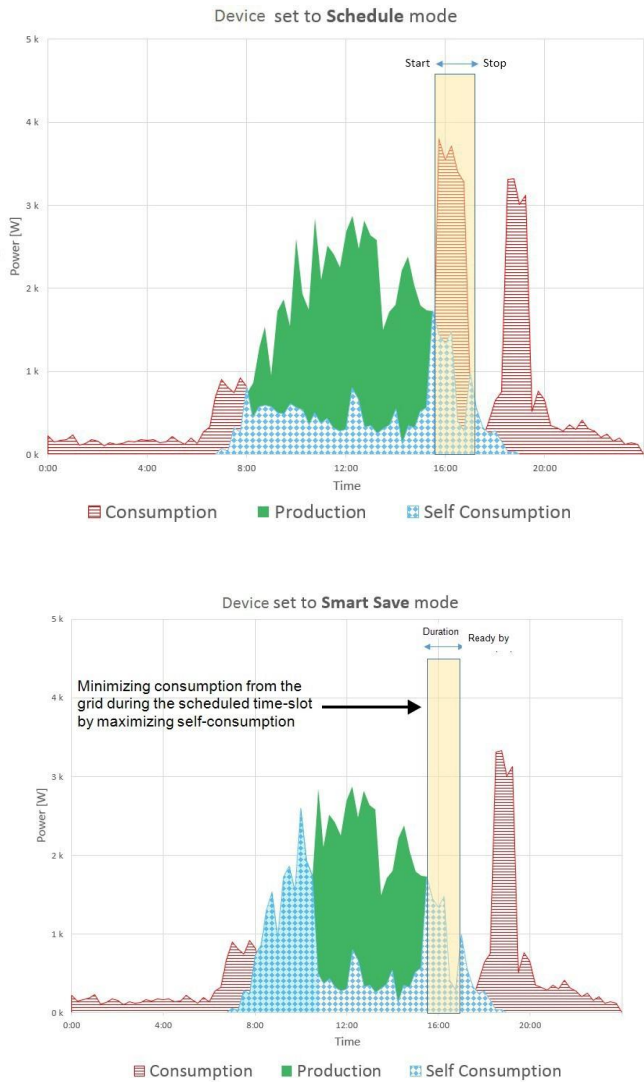 Device set to Schedule mode
5 k
Start
Stop
4 k
3 k
2 k
1 k
0 k
Power [W]
0:00 4:00 8:00 12:00 16:00 20:00
Time
Consumption Production Self Consumption
Device set to Smart Save mode
5 k
Duration
Ready by
Minimizing consumption from the
grid during the scheduled time-slot
by maximizing self-consumption
4 k
3 k
2 k
1 k
0 k
Power [W]
0:00 4:00 8:00 12:00 16:00 20:00
Time
Consumption Production Self Consumption